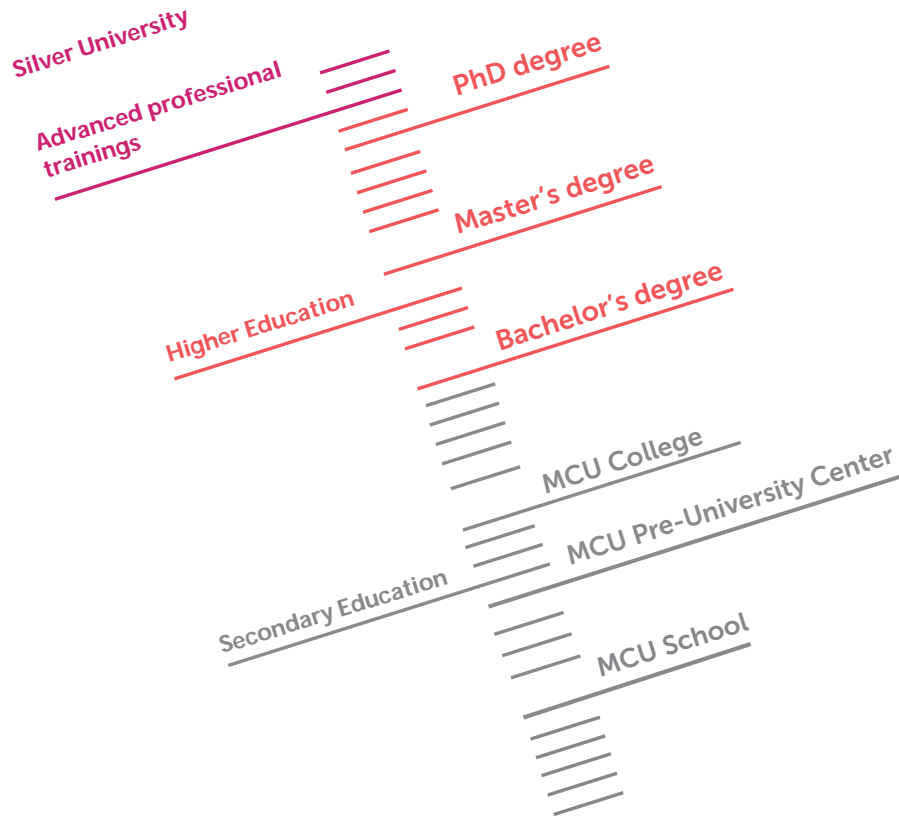 Silver University
Advanced professional
trainings
PhD degree
Master's degree
Higher Education
Bachelor's degree
MCU College
MCU Pre-University Center
Secondary Education
MCU School